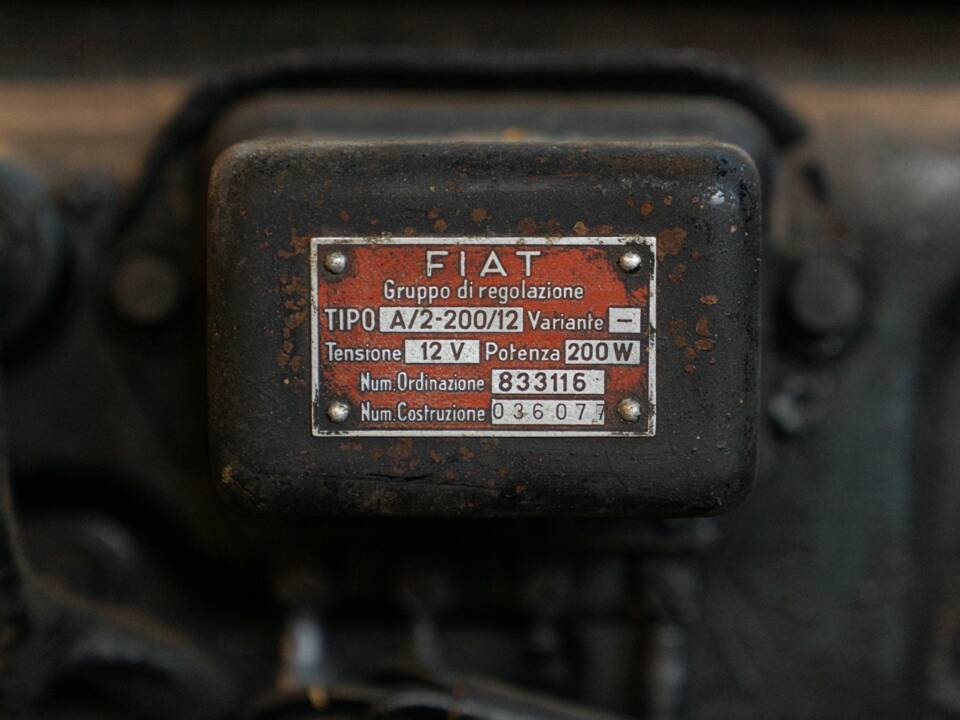 FIAT
Gruppo di regolazione
TIPO A/2-200/12 Variante –
Tensione 12 V Potenza 200 W
Num. Ordinazione 833116
Num. Costruzione 036077